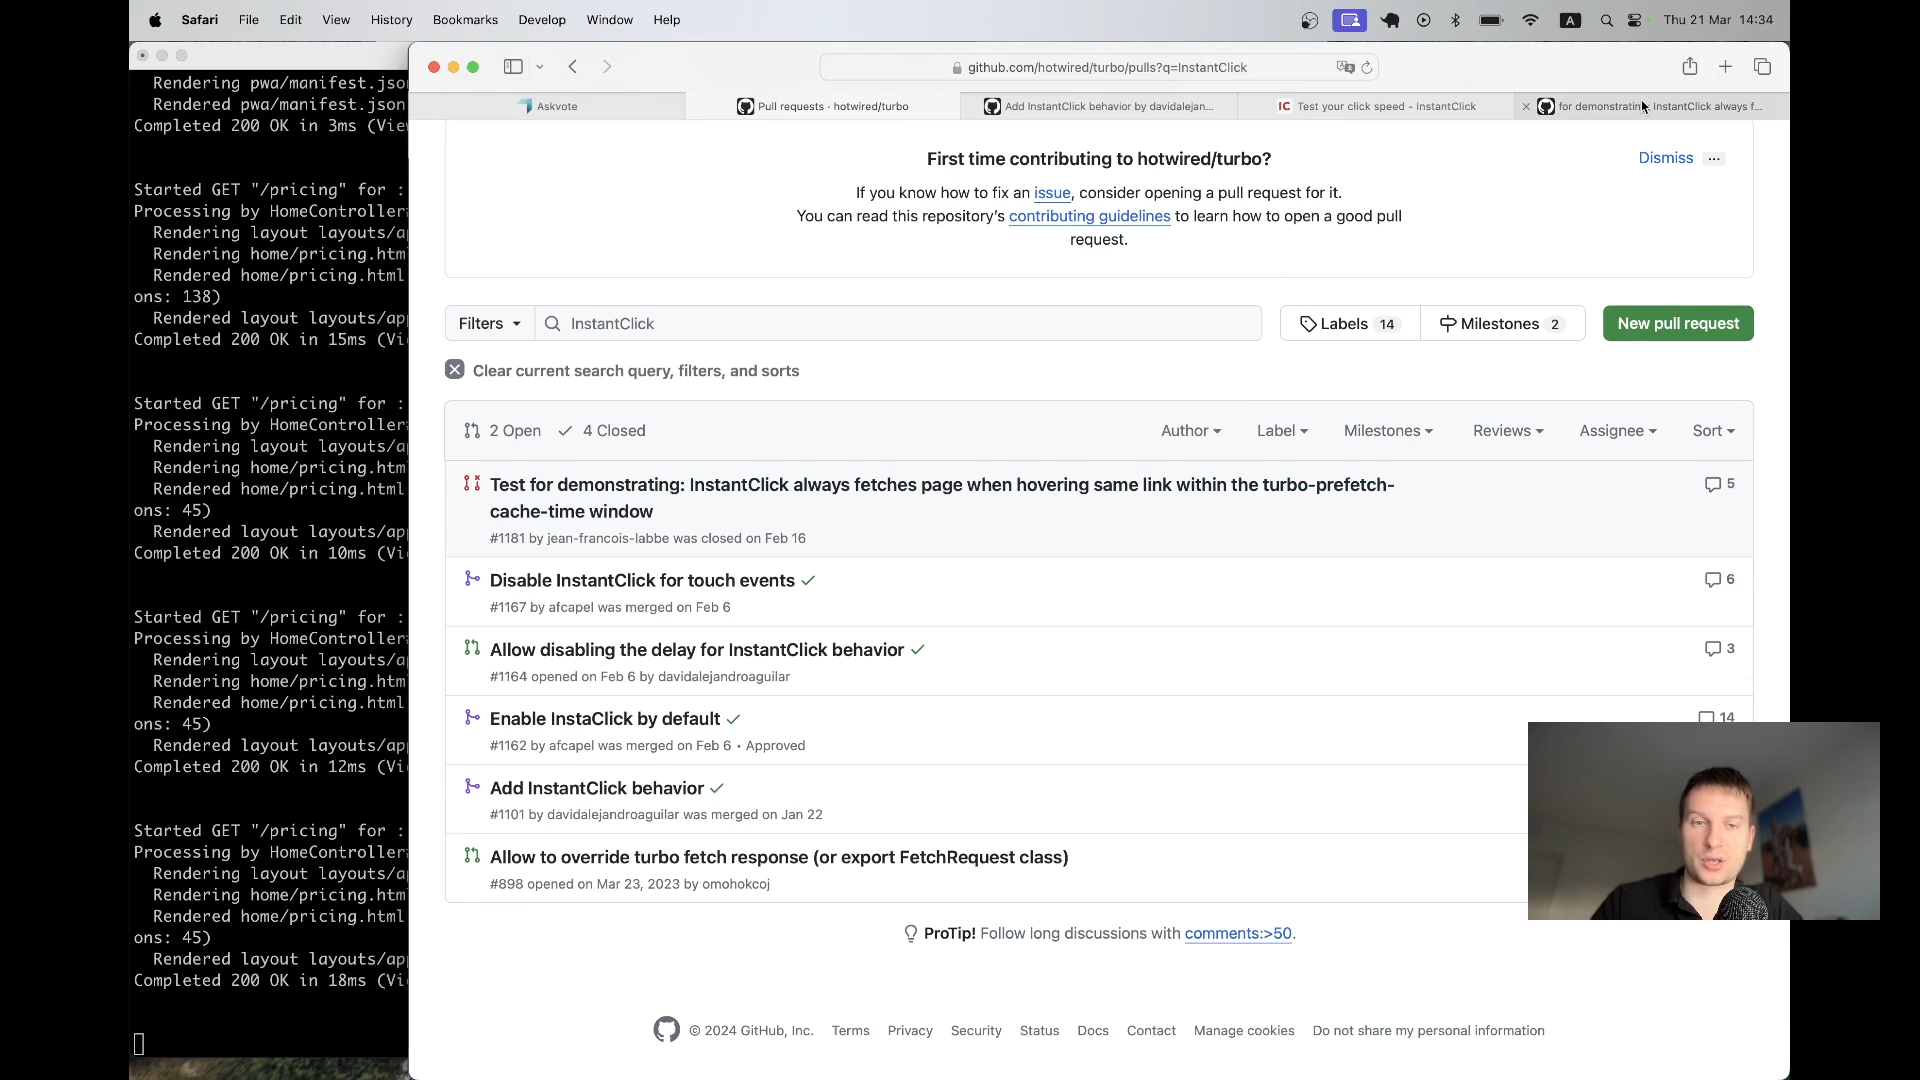 Safari File Edit View History Bookmarks Develop Window Help A Thu 21 Mar 14:34
github.com/hotwired/turbo/pulls?q=InstantClick
Askvote
Pull requests · hotwired/turbo
Add InstantClick behavior by davidalejan...
IC Test your click speed - InstantClick
for demonstratin InstantClick always f...
Rendering pwa/manifest.jso
Rendered pwa/manifest.json
Completed 200 OK in 3ms (Vie
Started GET "/pricing" for :
Processing by HomeController
Rendering layout layouts/ap
Rendering home/pricing.htm
Rendered home/pricing.html
ons: 138)
Rendered layout layouts/ap
Completed 200 OK in 15ms (Vi
Started GET "/pricing" for :
Processing by HomeController
Rendering layout layouts/a
Rendering home/pricing.htm
Rendered home/pricing.html
ons: 45)
Rendered layout layouts/ap
Completed 200 OK in 10ms (Vi
Started GET "/pricing" for :
Processing by HomeController
Rendering layout layouts/a
Rendering home/pricing.htm
Rendered home/pricing.html
ons: 45)
Rendered layout layouts/ap
Completed 200 OK in 12ms (Vi
Started GET "/pricing" for :
Processing by HomeController
Rendering layout layouts/a
Rendering home/pricing.htm
Rendered home/pricing.html
ons: 45)
Rendered layout layouts/ap
Completed 200 OK in 18ms (Vi
First time contributing to hotwired/turbo?
Dismiss ...
If you know how to fix an issue, consider opening a pull request for it.
You can read this repository's contributing guidelines to learn how to open a good pull
request.
Filters InstantClick Labels 14 Milestones 2 New pull request
Clear current search query, filters, and sorts
2 Open 4 Closed Author Label Milestones Reviews Assignee Sort
Test for demonstrating: InstantClick always fetches page when hovering same link within the turbo-prefetch- 5
cache-time window
#1181 by jean-francois-labbe was closed on Feb 16
Disable InstantClick for touch events 6
#1167 by afcapel was merged on Feb 6
Allow disabling the delay for InstantClick behavior 3
#1164 opened on Feb 6 by davidalejandroaguilar
Enable InstaClick by default 14
#1162 by afcapel was merged on Feb 6 • Approved
Add InstantClick behavior
#1101 by davidalejandroaguilar was merged on Jan 22
Allow to override turbo fetch response (or export FetchRequest class)
#898 opened on Mar 23, 2023 by omohokcoj
ProTip! Follow long discussions with comments:>50.
© 2024 GitHub, Inc. Terms Privacy Security Status Docs Contact Manage cookies Do not share my personal information